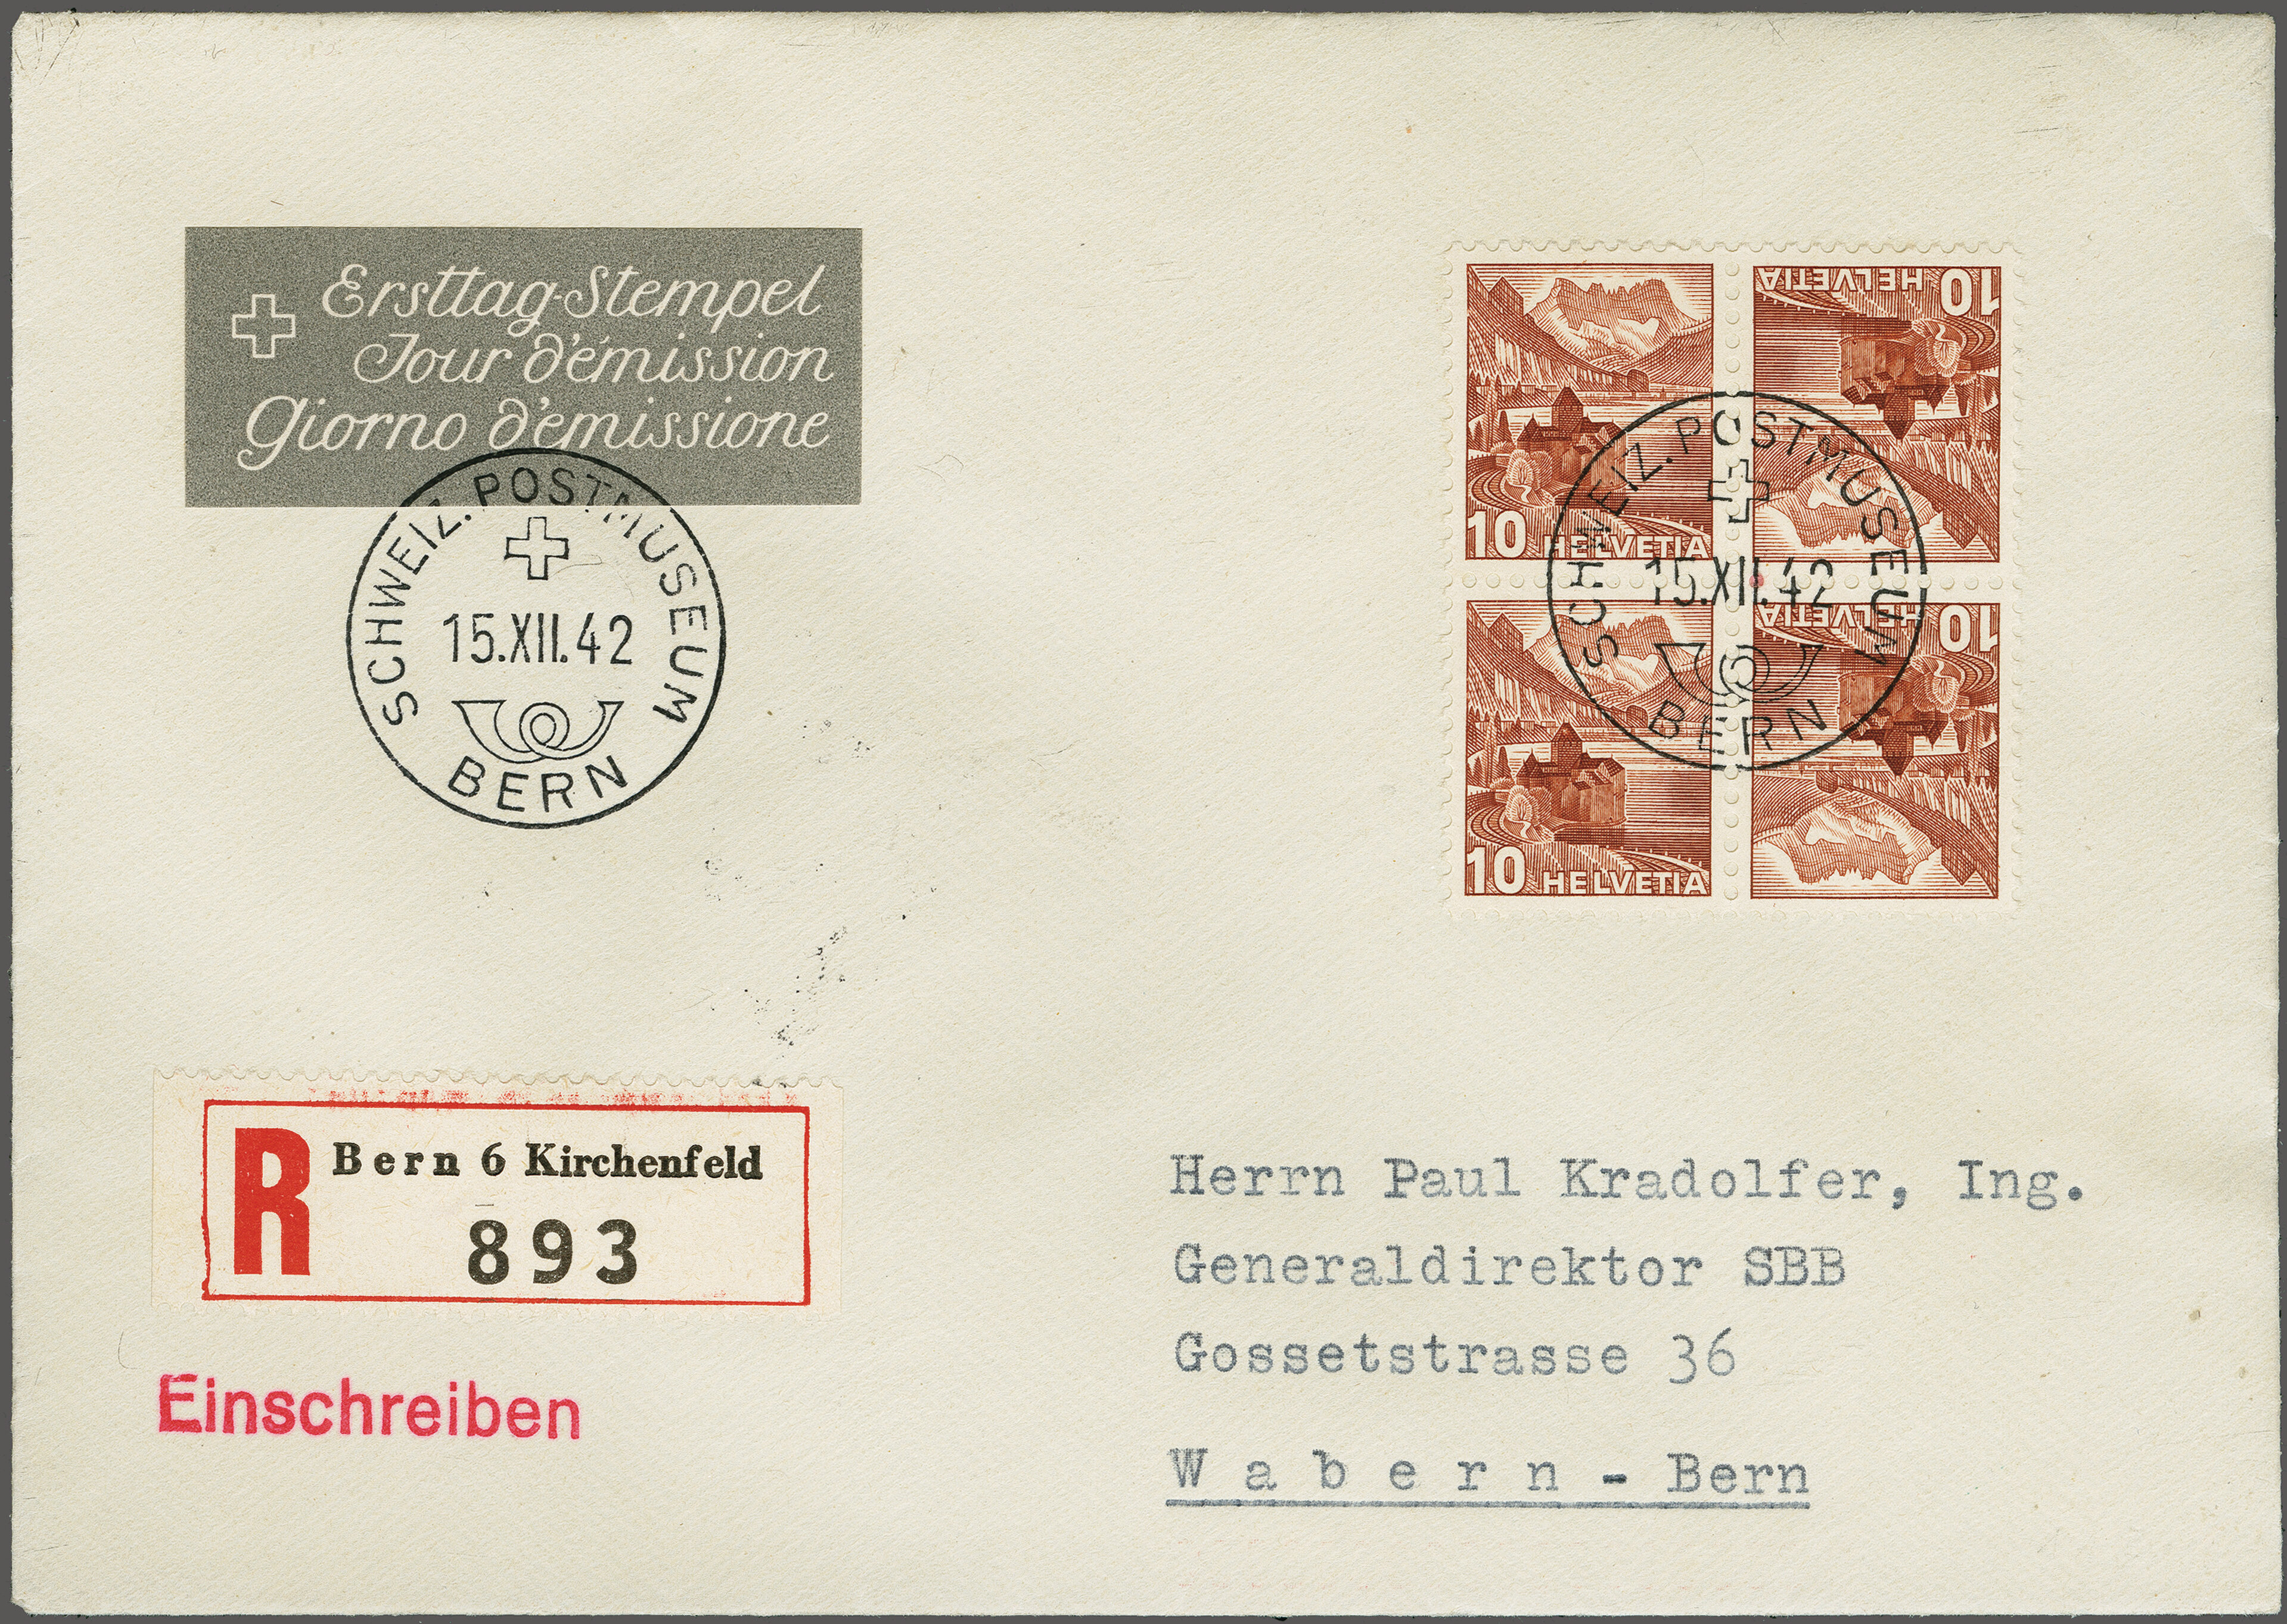 Ersttag-Stempel
Jour d'émission
Giorno d'emissione
SCHWEIZ. POSTMUSEUM
15.XII.42
BERN
HELVETIA 10
10 HELVETIA
HELVETIA 10
10 HELVETIA
SCHWEIZ. POSTMUSEUM
15.XII.42
BERN
R Bern 6 Kirchenfeld
893
Einschreiben
Herrn Paul Kradolfer, Ing.
Generaldirektor SBB
Gossetstrasse 36
Wabern - Bern